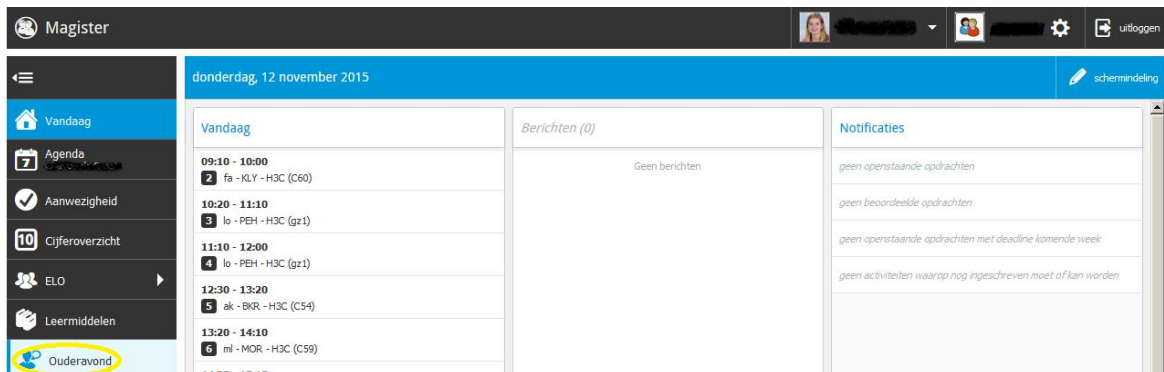 Magister
uitloggen
donderdag, 12 november 2015
schermindeling
Vandaag
7 Agenda
Aanwezigheid
10 Cijferoverzicht
ELO
Leermiddelen
Ouderavond
Vandaag
09:10 - 10:00
2 fa - KLY - H3C (C60)
10:20 - 11:10
3 lo - PEH - H3C (gz1)
11:10 - 12:00
4 lo - PEH - H3C (gz1)
12:30 - 13:20
5 ak - BKR - H3C (C54)
13:20 - 14:10
6 ml - MOR - H3C (C59)
Berichten (0)
Geen berichten
Notificaties
geen openstaande opdrachten
geen beoordeelde opdrachten
geen openstaande opdrachten met deadline komende week
geen activiteiten waarop nog ingeschreven moet of kan worden